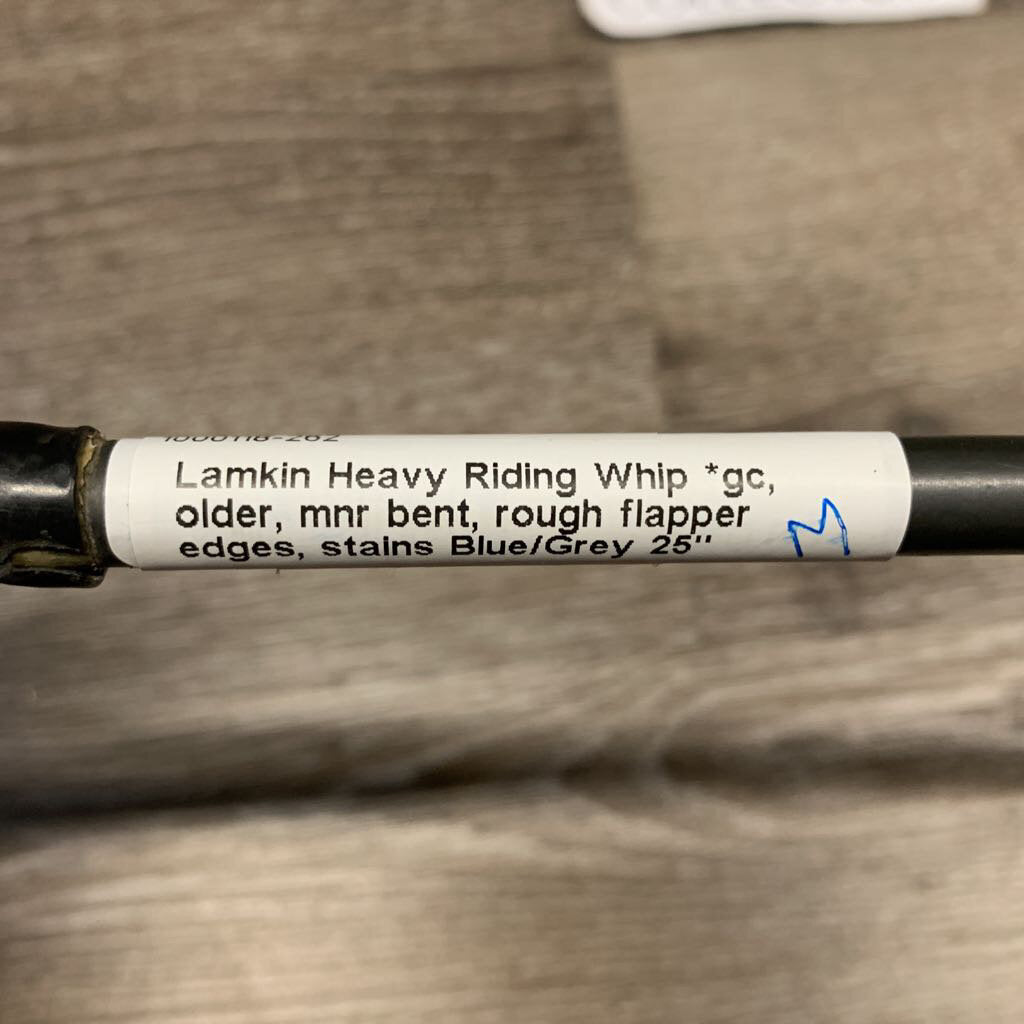 Lamkin Heavy Riding Whip *gc,
older, mnr bent, rough flapper
edges, stains Blue/Grey 25"